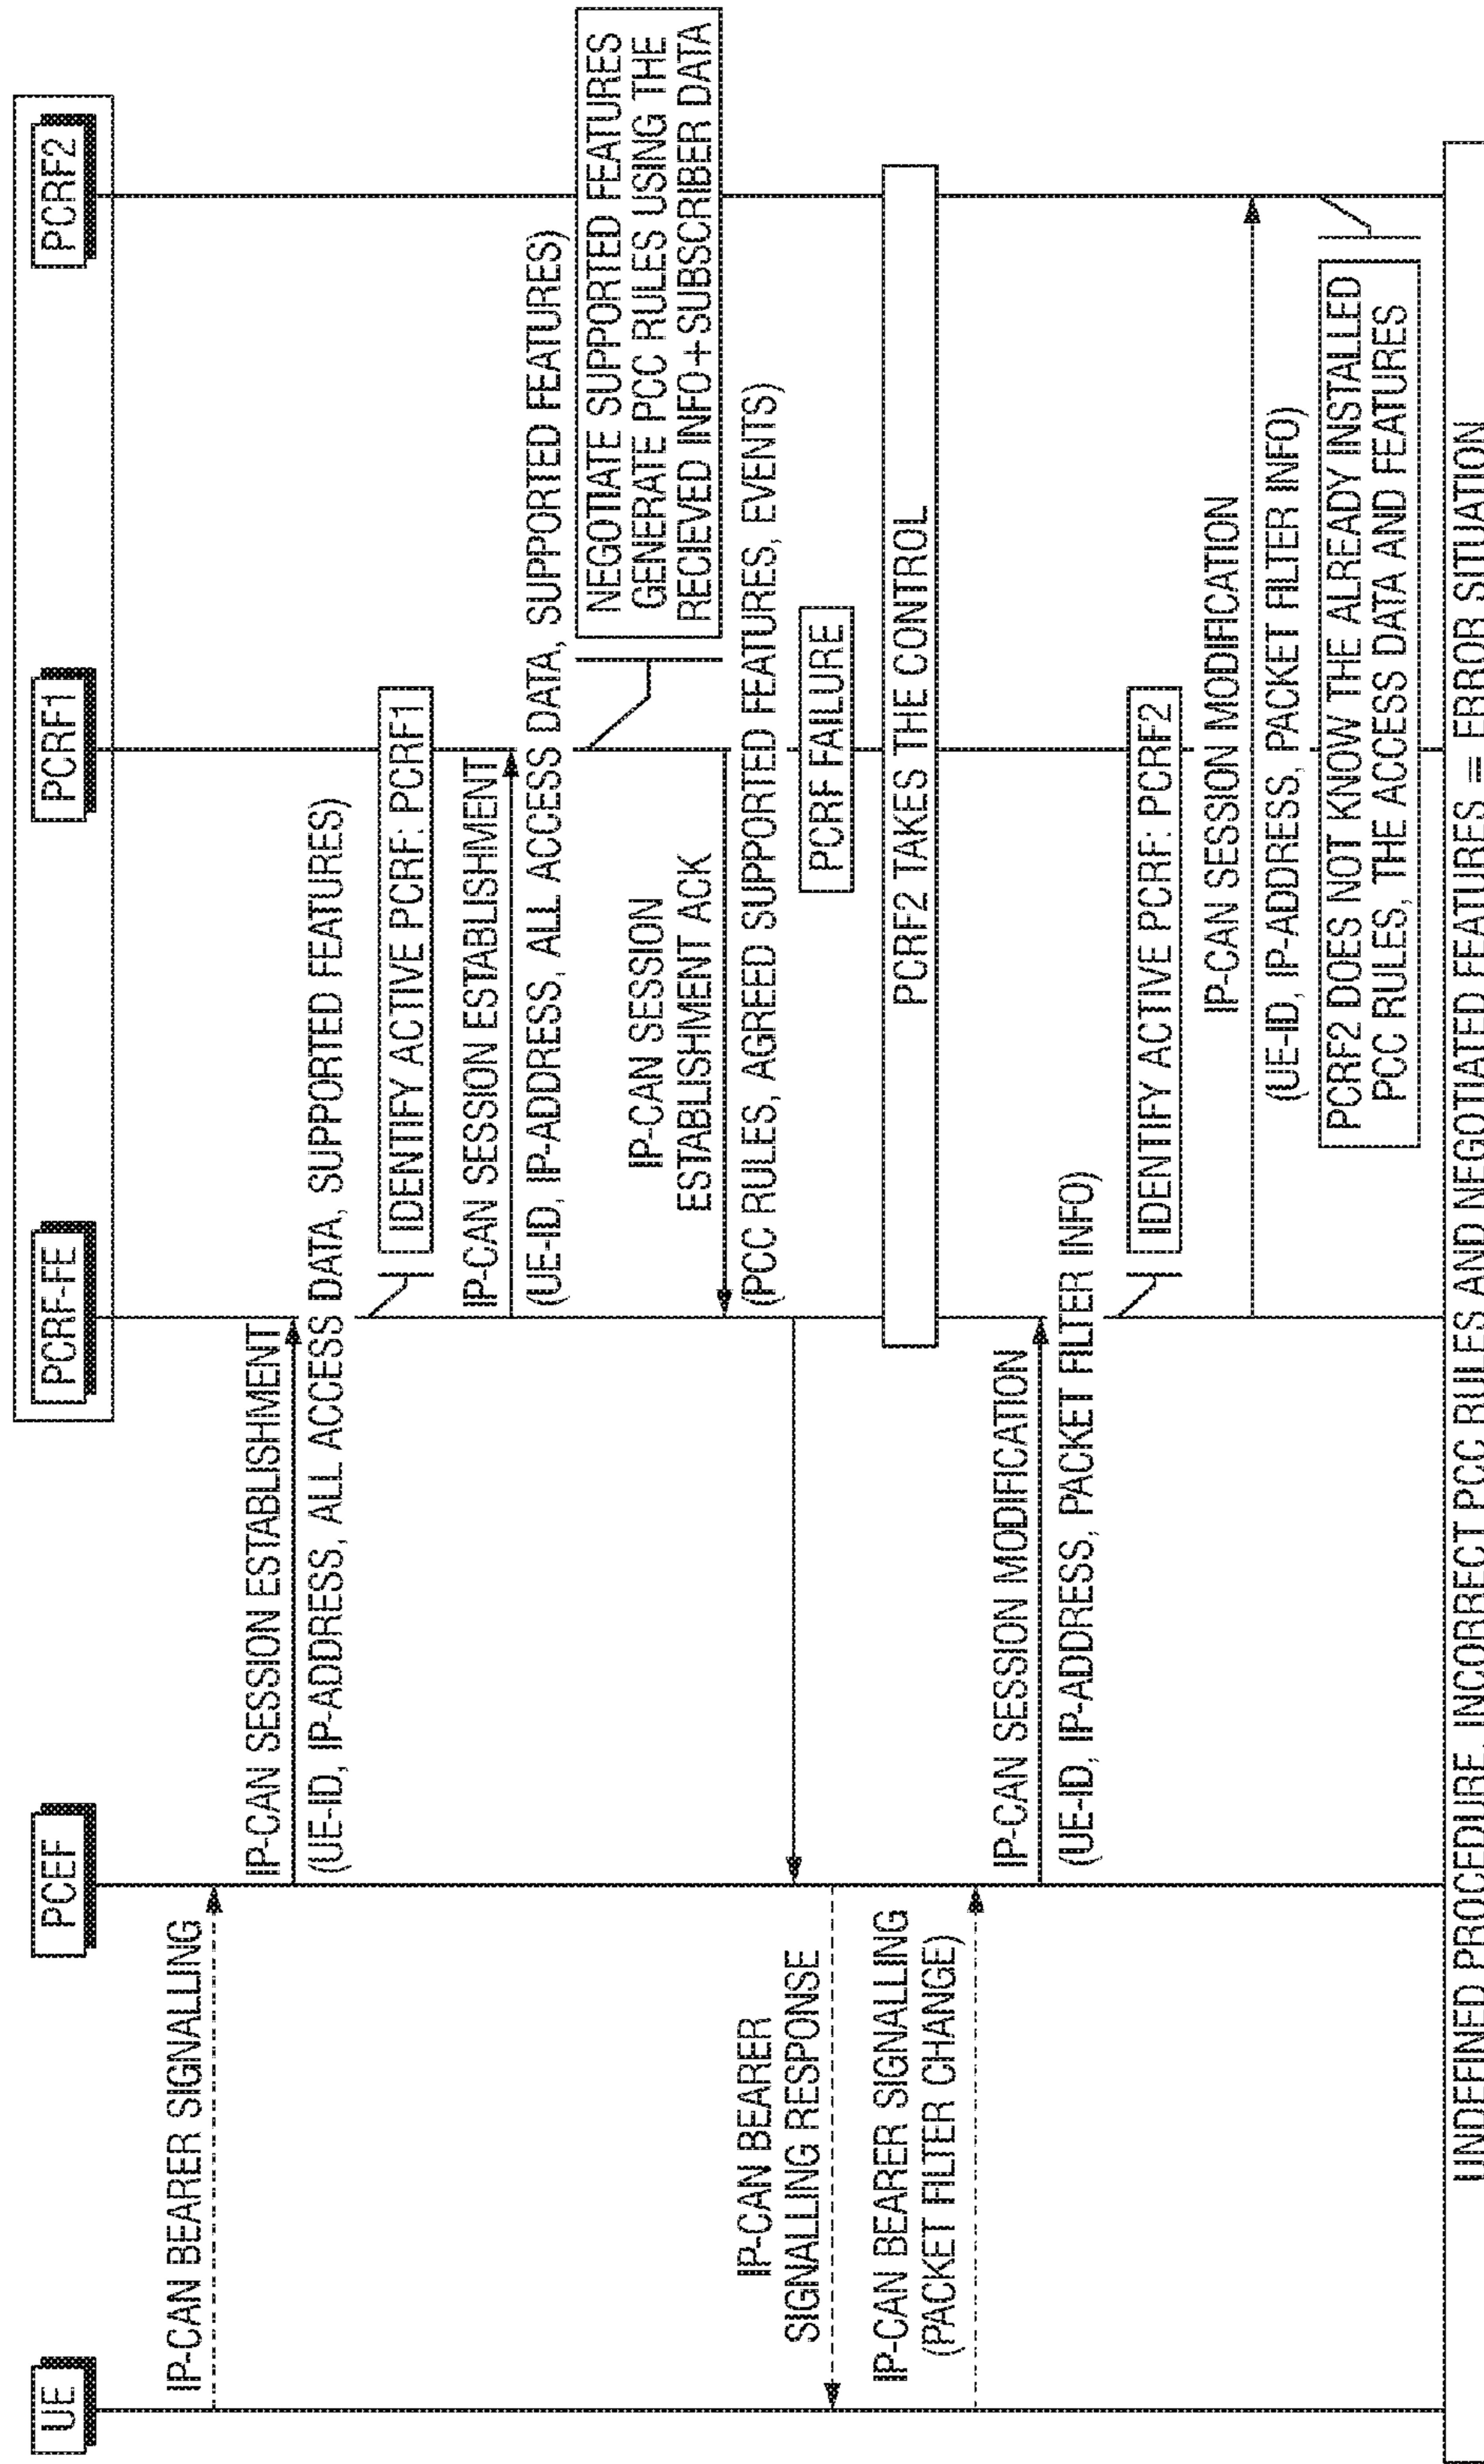 UE
PCEF
PCRF-FE
PCRF1
PCRF2
IP-CAN BEARER SIGNALLING
IP-CAN SESSION ESTABLISHMENT
(UE-ID, IP-ADDRESS, ALL ACCESS DATA, SUPPORTED FEATURES)
IDENTIFY ACTIVE PCRF: PCRF1
IP-CAN SESSION ESTABLISHMENT
(UE-ID, IP-ADDRESS, ALL ACCESS DATA, SUPPORTED FEATURES)
NEGOTIATE SUPPORTED FEATURES
GENERATE PCC RULES USING THE
RECIEVED INFO+SUBSCRIBER DATA
IP-CAN SESSION
ESTABLISHMENT ACK
(PCC RULES, AGREED SUPPORTED FEATURES, EVENTS)
IP-CAN BEARER
SIGNALLING RESPONSE
PCRF FAILURE
PCRF2 TAKES THE CONTROL
IP-CAN BEARER SIGNALLING
(PACKET FILTER CHANGE)
IP-CAN SESSION MODIFICATION
(UE-ID, IP-ADDRESS, PACKET FILTER INFO)
IDENTIFY ACTIVE PCRF: PCRF2
IP-CAN SESSION MODIFICATION
(UE-ID, IP-ADDRESS, PACKET FILTER INFO)
PCRF2 DOES NOT KNOW THE ALREADY INSTALLED
PCC RULES, THE ACCESS DATA AND FEATURES
UNDEFINED PROCEDURE, INCORRECT PCC RULES AND NEGOTIATED FEATURES = ERROR SITUATION